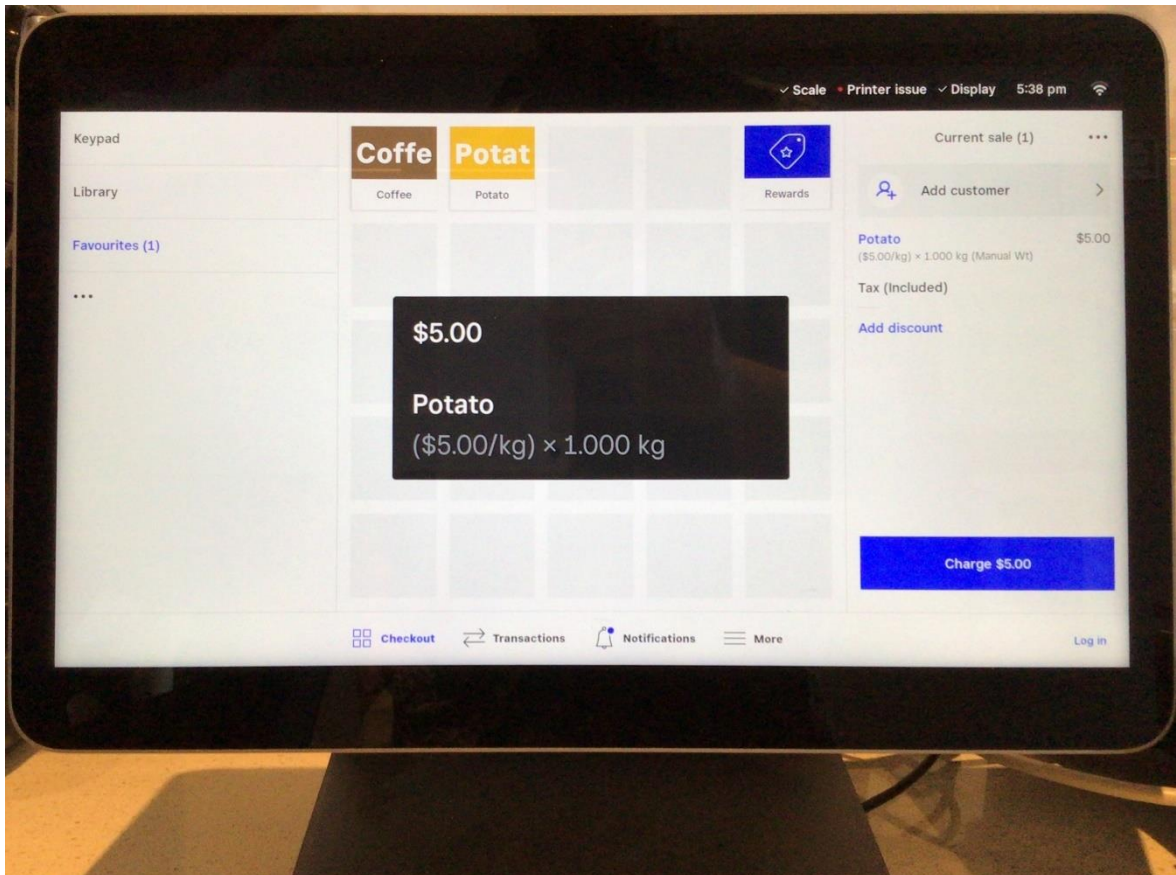 ✓ Scale • Printer issue ✓ Display 5:38 pm
Keypad
Library
Favourites (1)
•••
Coffe
Coffee
Potat
Potato
Rewards
Current sale (1) •••
Add customer
Potato $5.00
($5.00/kg) × 1.000 kg (Manual Wt)
Tax (Included)
Add discount
$5.00
Potato
($5.00/kg) × 1.000 kg
Charge $5.00
Checkout
Transactions
Notifications
More
Log in